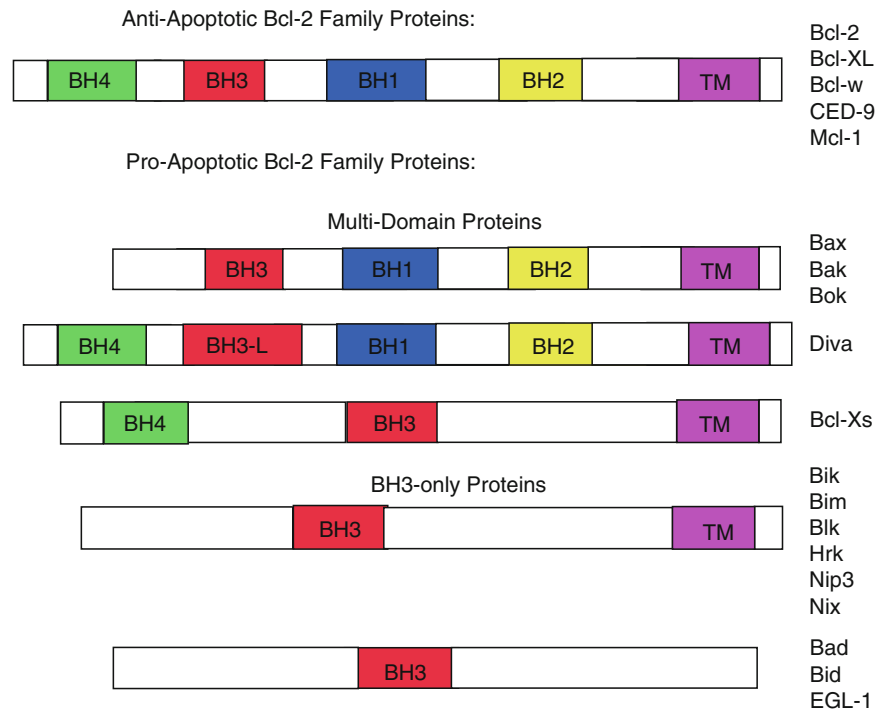 Anti-Apoptotic Bcl-2 Family Proteins:
BH4 BH3 BH1 BH2 TM
Bcl-2
Bcl-XL
Bcl-w
CED-9
Mcl-1
Pro-Apoptotic Bcl-2 Family Proteins:
Multi-Domain Proteins
BH3 BH1 BH2 TM
Bax
Bak
Bok
BH4 BH3-L BH1 BH2 TM
Diva
BH4 BH3 TM
Bcl-Xs
BH3-only Proteins
BH3 TM
Bik
Bim
Blk
Hrk
Nip3
Nix
BH3
Bad
Bid
EGL-1